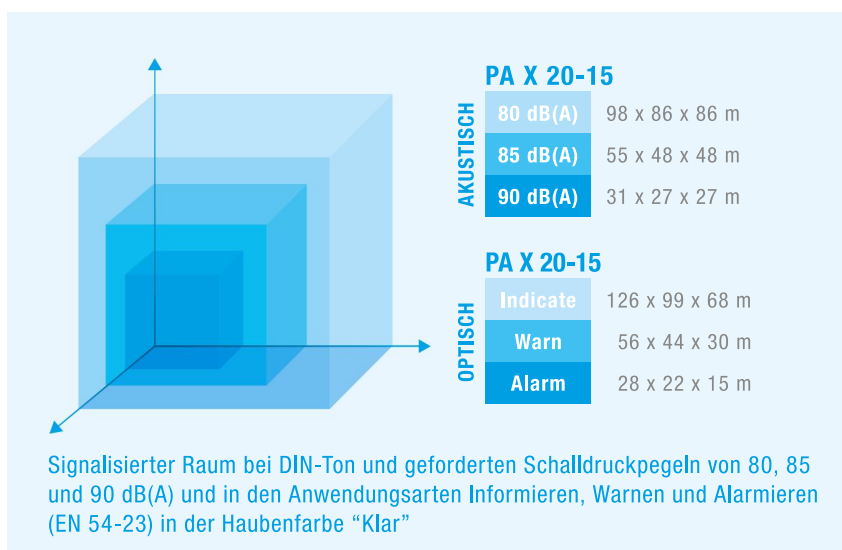 PA X 20-15
AKUSTISCH
80 dB(A) 98 x 86 x 86 m
85 dB(A) 55 x 48 x 48 m
90 dB(A) 31 x 27 x 27 m
PA X 20-15
OPTISCH
Indicate 126 x 99 x 68 m
Warn 56 x 44 x 30 m
Alarm 28 x 22 x 15 m
Signalisierter Raum bei DIN-Ton und geforderten Schalldruckpegeln von 80, 85
und 90 dB(A) und in den Anwendungsarten Informieren, Warnen und Alarmieren
(EN 54-23) in der Haubenfarbe “Klar”